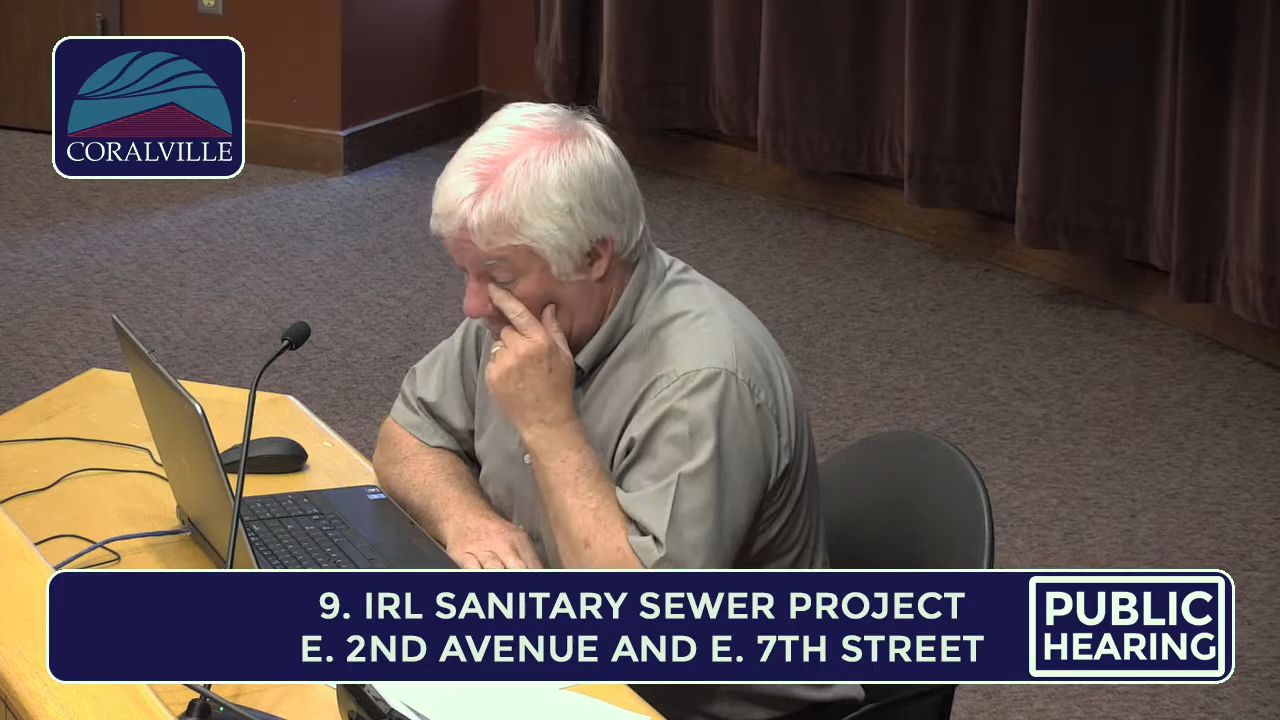 CORALVILLE
9. IRL SANITARY SEWER PROJECT
E. 2ND AVENUE AND E. 7TH STREET
PUBLIC
HEARING